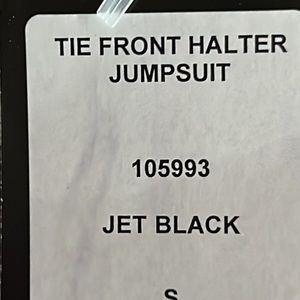 TIE FRONT HALTER
JUMPSUIT
105993
JET BLACK
S